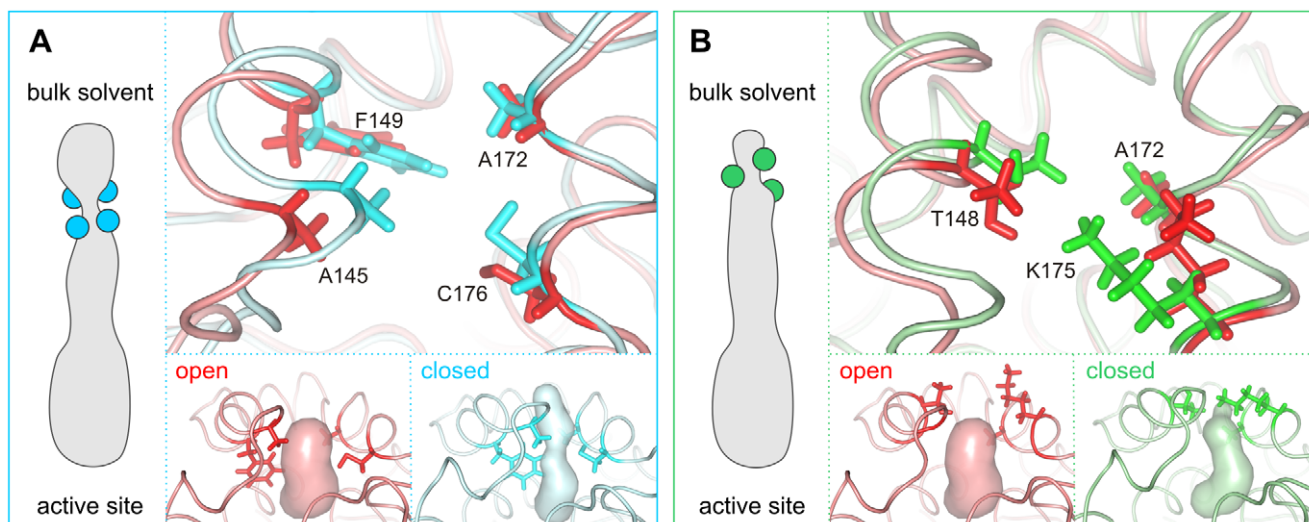 A
bulk solvent
F149
A172
A145
C176
open
closed
active site
B
bulk solvent
A172
T148
K175
open
closed
active site